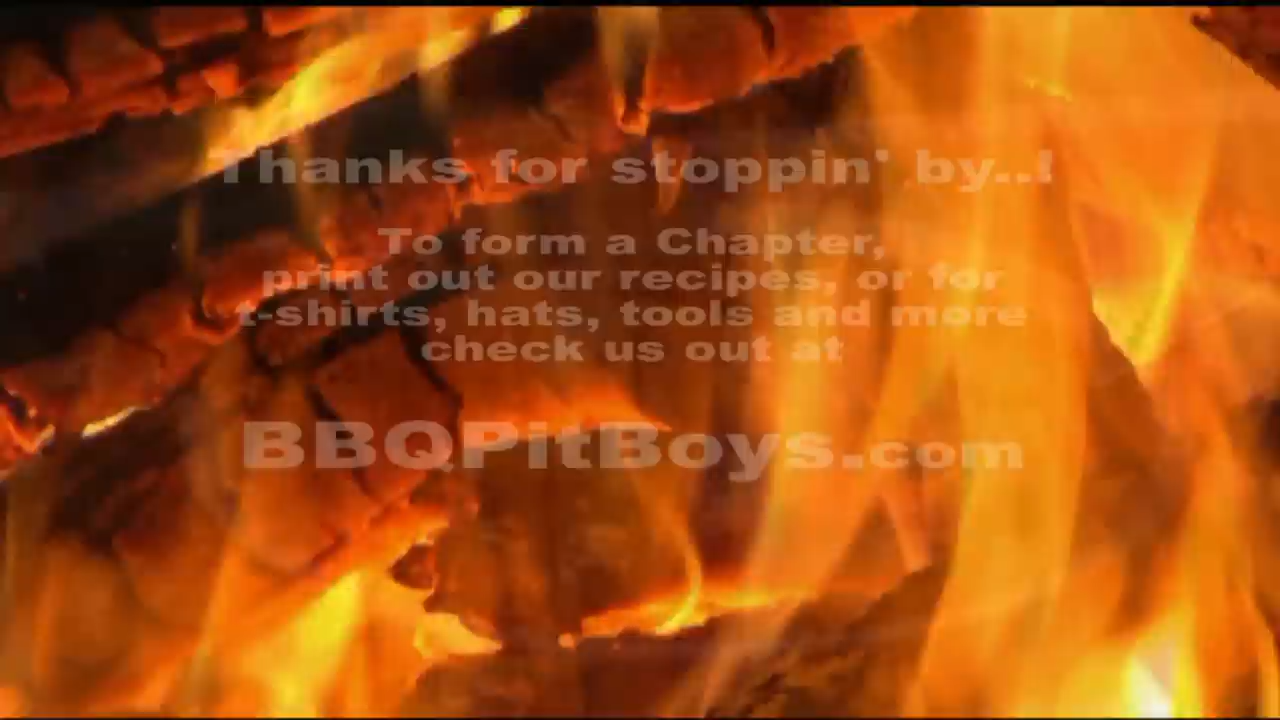 Thanks for stoppin' by..!
To form a Chapter,
print out our recipes, or for
t-shirts, hats, tools and more
check us out at
BBQPitBoys.com